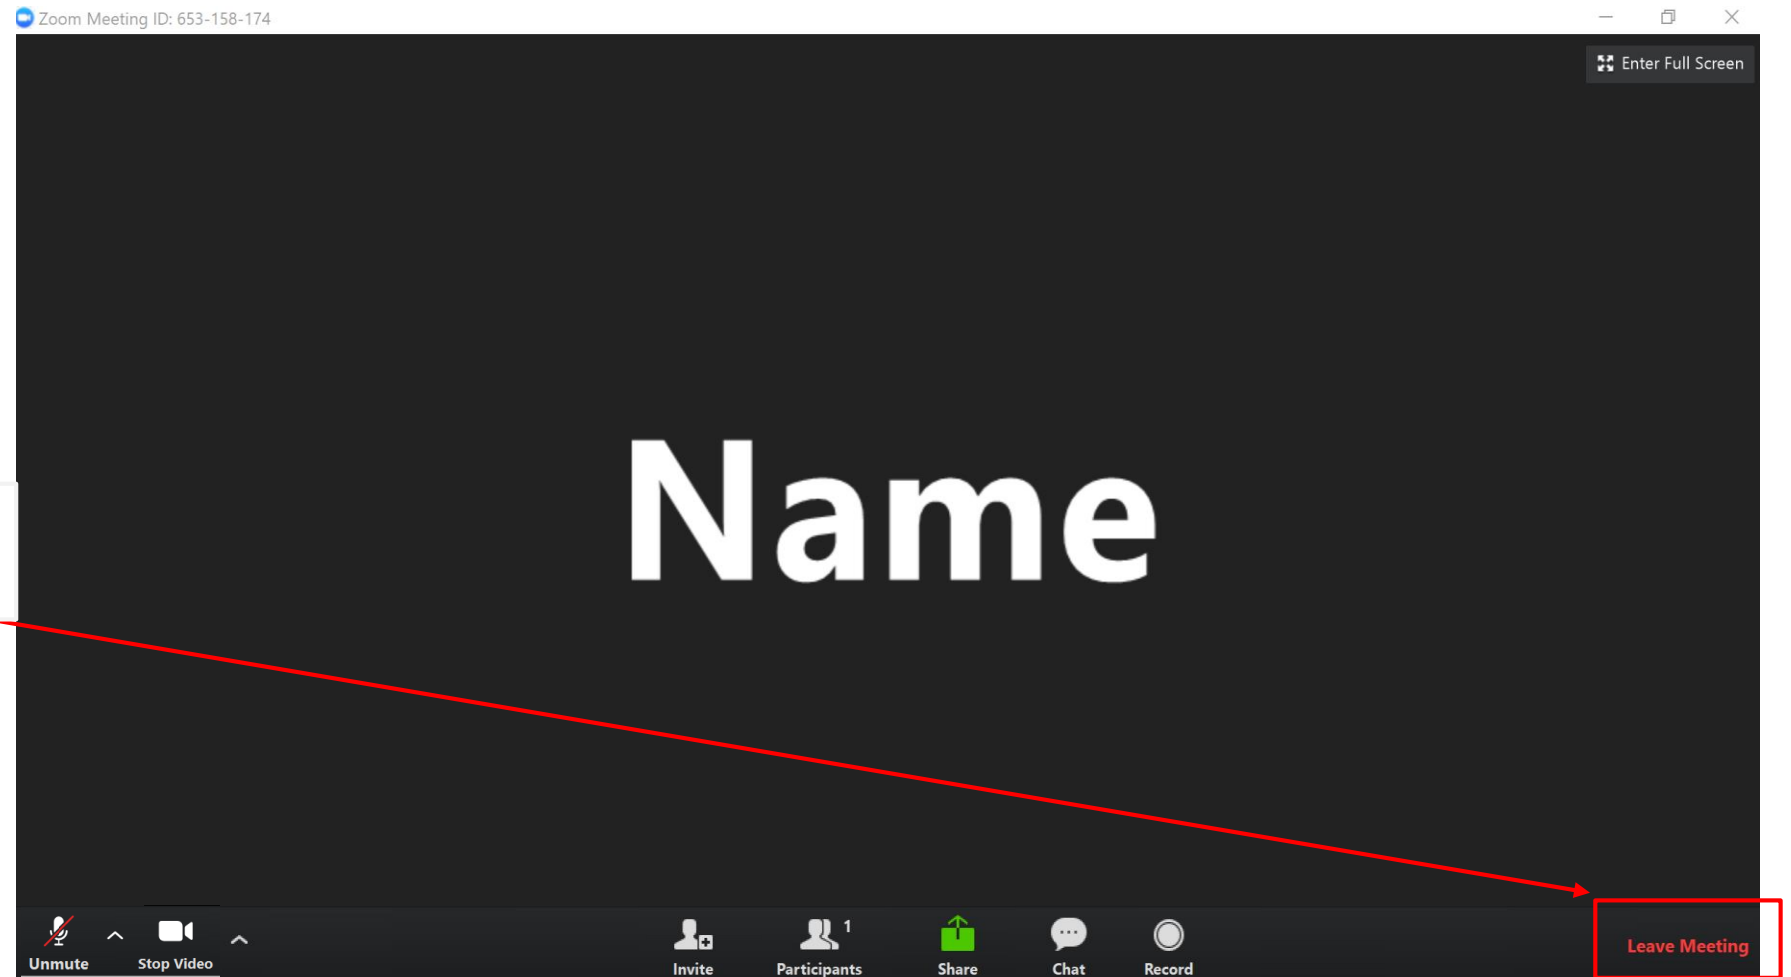 Zoom Meeting ID: 653-158-174
Enter Full Screen
Name
1
Unmute
Stop Video
Invite
Participants
Share
Chat
Record
Leave Meeting